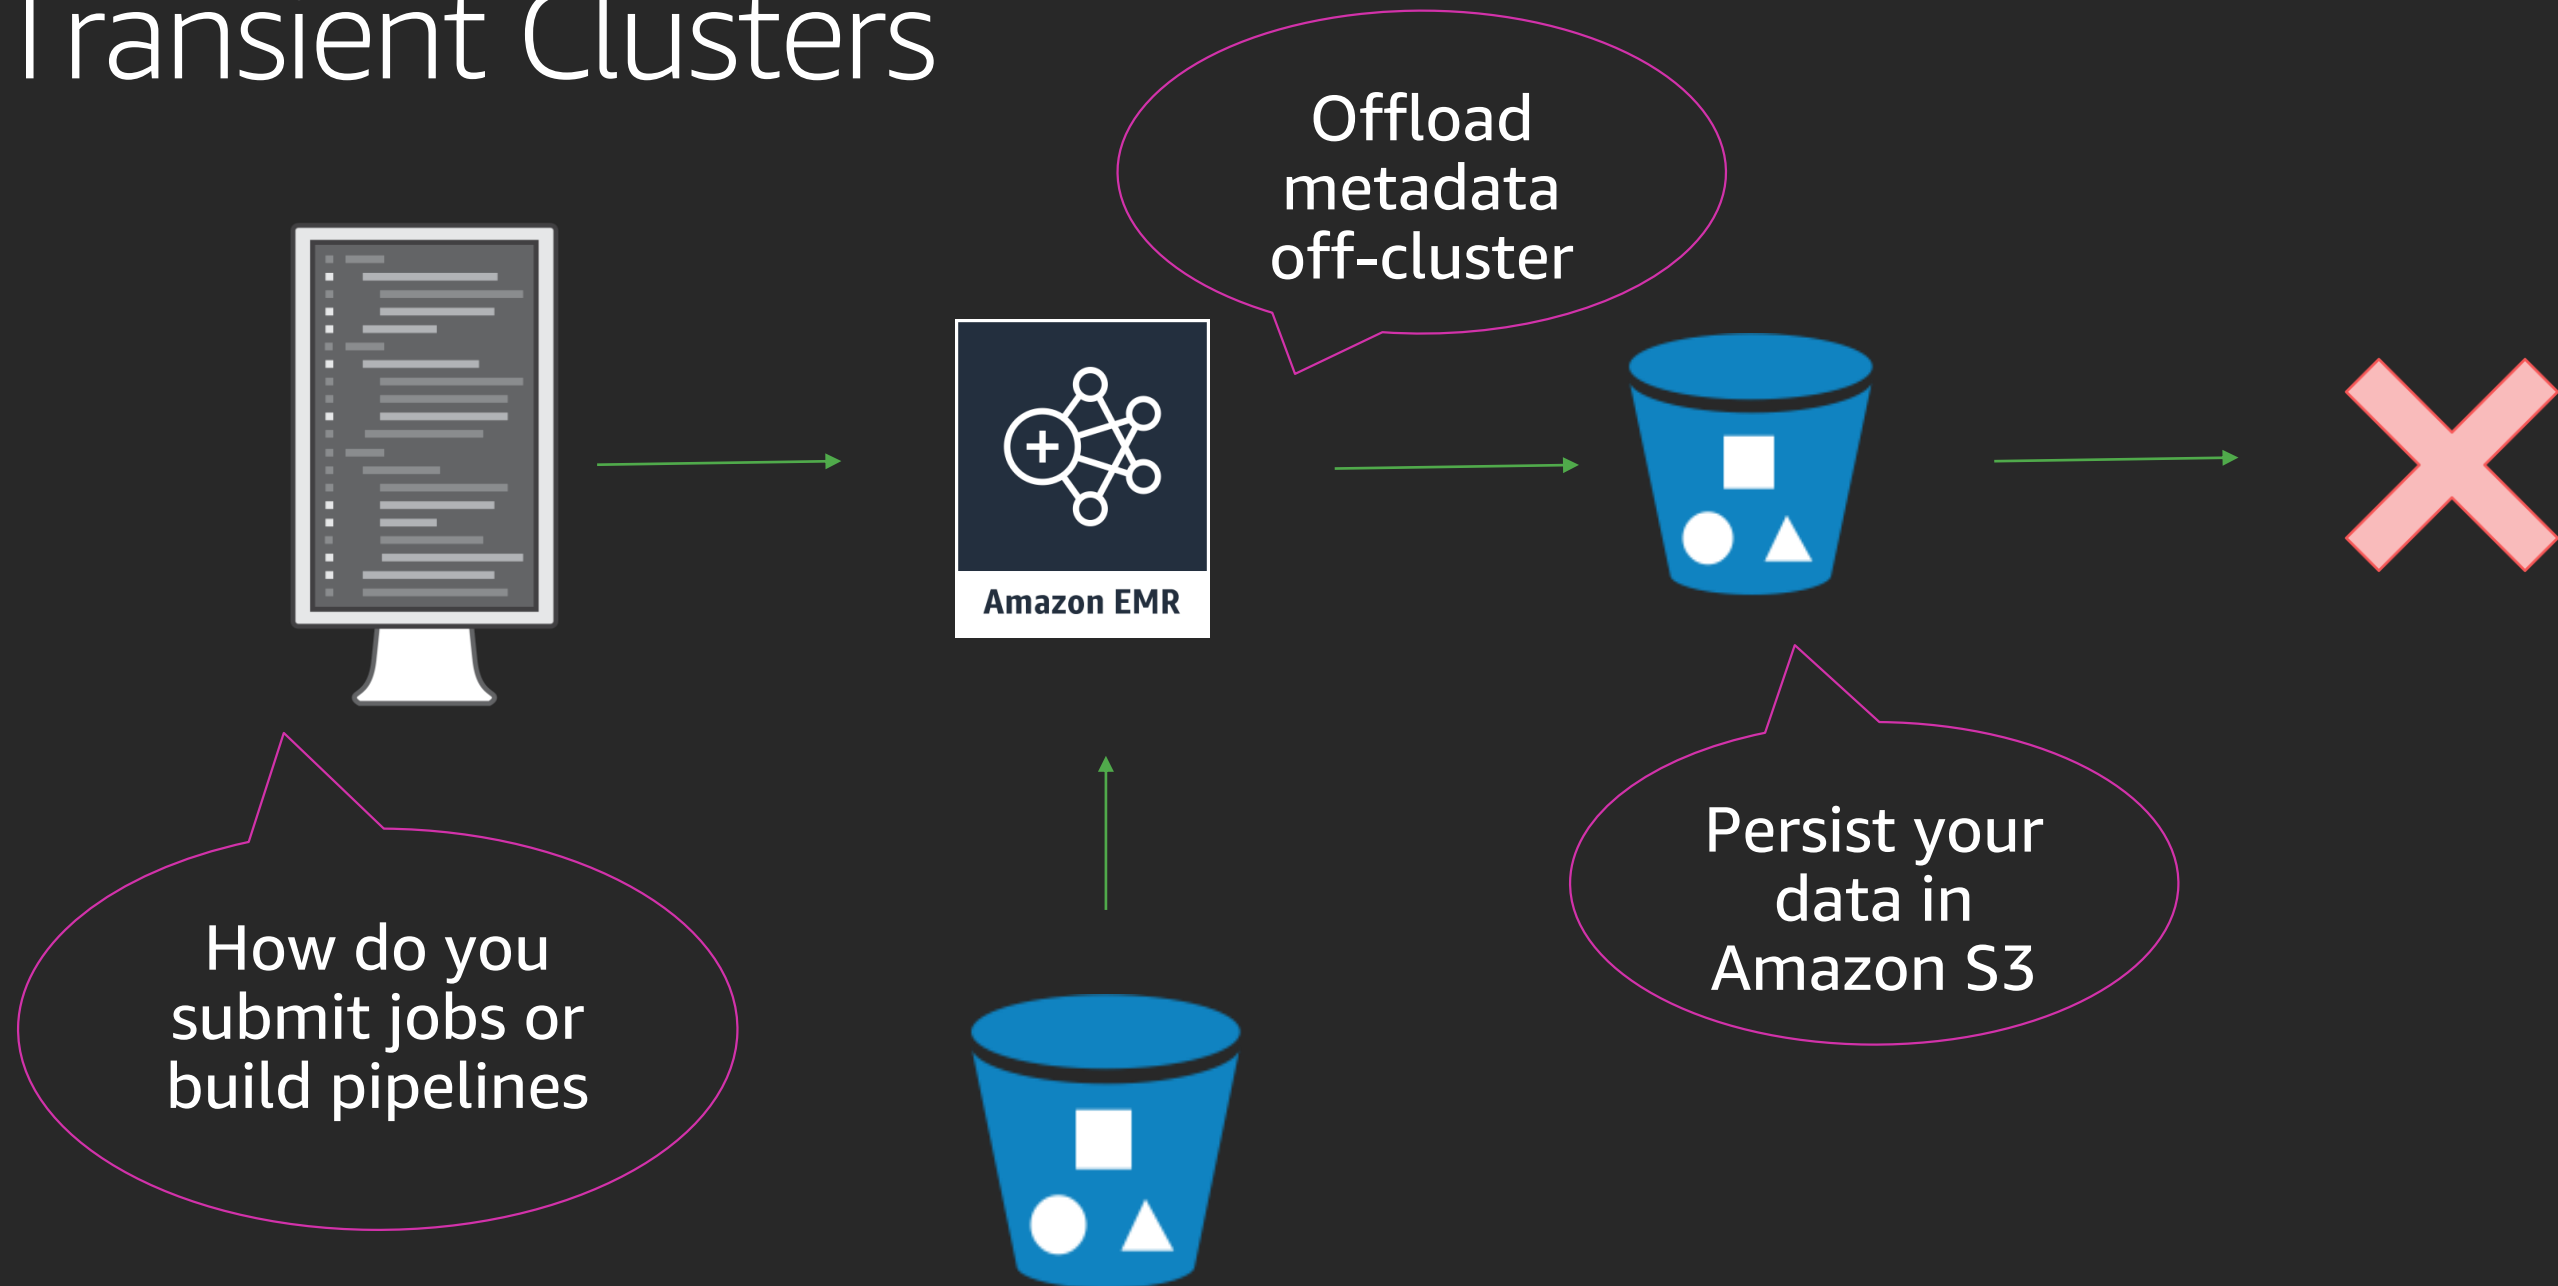 Transient Clusters
Offload
metadata
off-cluster
Amazon EMR
How do you
submit jobs or
build pipelines
Persist your
data in
Amazon S3